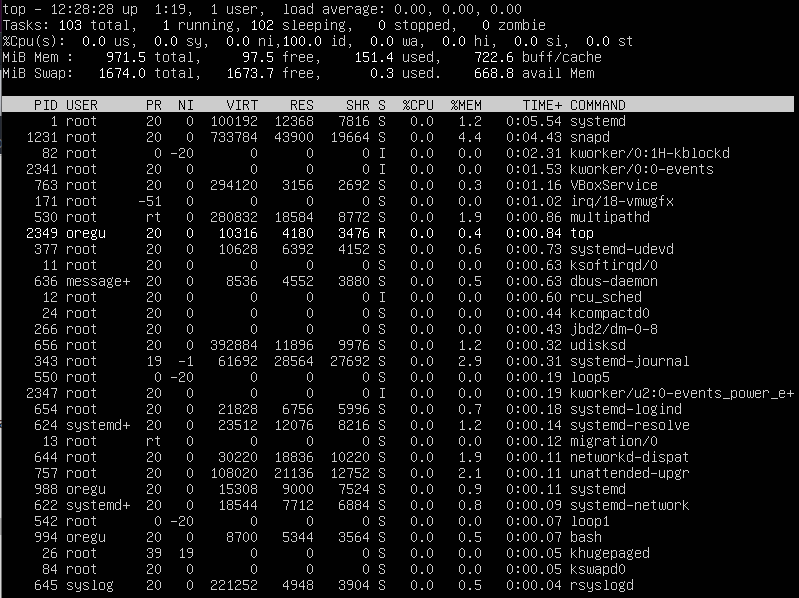 top - 12:28:28 up  1:19,  1 user,  load average: 0.00, 0.00, 0.00
Tasks: 103 total,   1 running, 102 sleeping,   0 stopped,   0 zombie
%Cpu(s):  0.0 us,  0.0 sy,  0.0 ni,100.0 id,  0.0 wa,  0.0 hi,  0.0 si,  0.0 st
MiB Mem :    971.5 total,     97.5 free,    151.4 used,    722.6 buff/cache
MiB Swap:   1674.0 total,   1673.7 free,      0.3 used.    668.8 avail Mem
PID USER      PR  NI    VIRT    RES    SHR S  %CPU  %MEM     TIME+ COMMAND
1 root      20   0  100192  12368   7816 S   0.0   1.2   0:05.54 systemd
1231 root      20   0  733784  43900  19664 S   0.0   4.4   0:04.43 snapd
82 root       0 -20       0      0      0 I   0.0   0.0   0:02.31 kworker/0:1H-kblockd
2341 root      20   0       0      0      0 I   0.0   0.0   0:01.53 kworker/0:0-events
763 root      20   0  294120   3156   2692 S   0.0   0.3   0:01.16 VBoxService
171 root     -51   0       0      0      0 S   0.0   0.0   0:01.02 irq/18-vmwgfx
530 root      rt   0  280832  18584   8772 S   0.0   1.9   0:00.86 multipathd
2349 oregu     20   0   10316   4180   3476 R   0.0   0.4   0:00.84 top
377 root      20   0   10628   6392   4152 S   0.0   0.6   0:00.73 systemd-udevd
11 root      20   0       0      0      0 S   0.0   0.0   0:00.63 ksoftirqd/0
636 message+  20   0    8536   4552   3880 S   0.0   0.5   0:00.63 dbus-daemon
12 root      20   0       0      0      0 I   0.0   0.0   0:00.60 rcu_sched
24 root      20   0       0      0      0 S   0.0   0.0   0:00.44 kcompactd0
266 root      20   0       0      0      0 S   0.0   0.0   0:00.43 jbd2/dm-0-8
656 root      20   0  392884  11896   9976 S   0.0   1.2   0:00.32 udisksd
343 root      19  -1   61692  28564  27692 S   0.0   2.9   0:00.31 systemd-journal
550 root       0 -20       0      0      0 S   0.0   0.0   0:00.19 loop5
2347 root      20   0       0      0      0 I   0.0   0.0   0:00.19 kworker/u2:0-events_power_e+
654 root      20   0   21828   6756   5996 S   0.0   0.7   0:00.18 systemd-logind
624 systemd+  20   0   23512  12076   8216 S   0.0   1.2   0:00.14 systemd-resolve
13 root      rt   0       0      0      0 S   0.0   0.0   0:00.12 migration/0
644 root      20   0   30220  18836  10220 S   0.0   1.9   0:00.11 networkd-dispat
757 root      20   0  108020  21136  12752 S   0.0   2.1   0:00.11 unattended-upgr
988 oregu     20   0   15308   9000   7524 S   0.0   0.9   0:00.11 systemd
622 systemd+  20   0   18544   7712   6884 S   0.0   0.8   0:00.09 systemd-network
542 root       0 -20       0      0      0 S   0.0   0.0   0:00.07 loop1
994 oregu     20   0    8700   5344   3564 S   0.0   0.5   0:00.07 bash
26 root      39  19       0      0      0 S   0.0   0.0   0:00.05 khugepaged
84 root      20   0       0      0      0 S   0.0   0.0   0:00.05 kswapd0
645 syslog    20   0  221252   4948   3904 S   0.0   0.5   0:00.04 rsyslogd